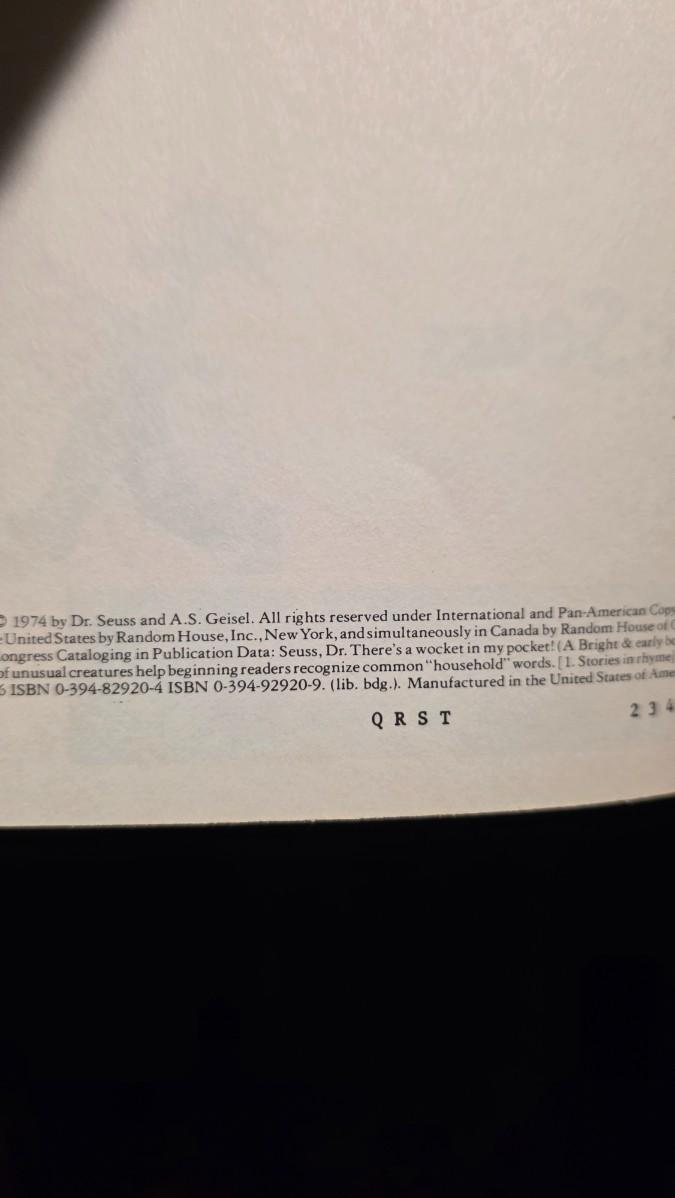 © 1974 by Dr. Seuss and A.S. Geisel. All rights reserved under International and Pan-American
United States by Random House, Inc., New York, and simultaneously in Canada by Random House of
Cataloging in Publication Data: Seuss, Dr. There's a wocket in my pocket! (A Bright & early
of unusual creatures help beginning readers recognize common "household" words. [1. Stories in rhyme
6 ISBN 0-394-82920-4 ISBN 0-394-92920-9. (lib. bdg.). Manufactured in the United States of
Q R S T
2 3 4